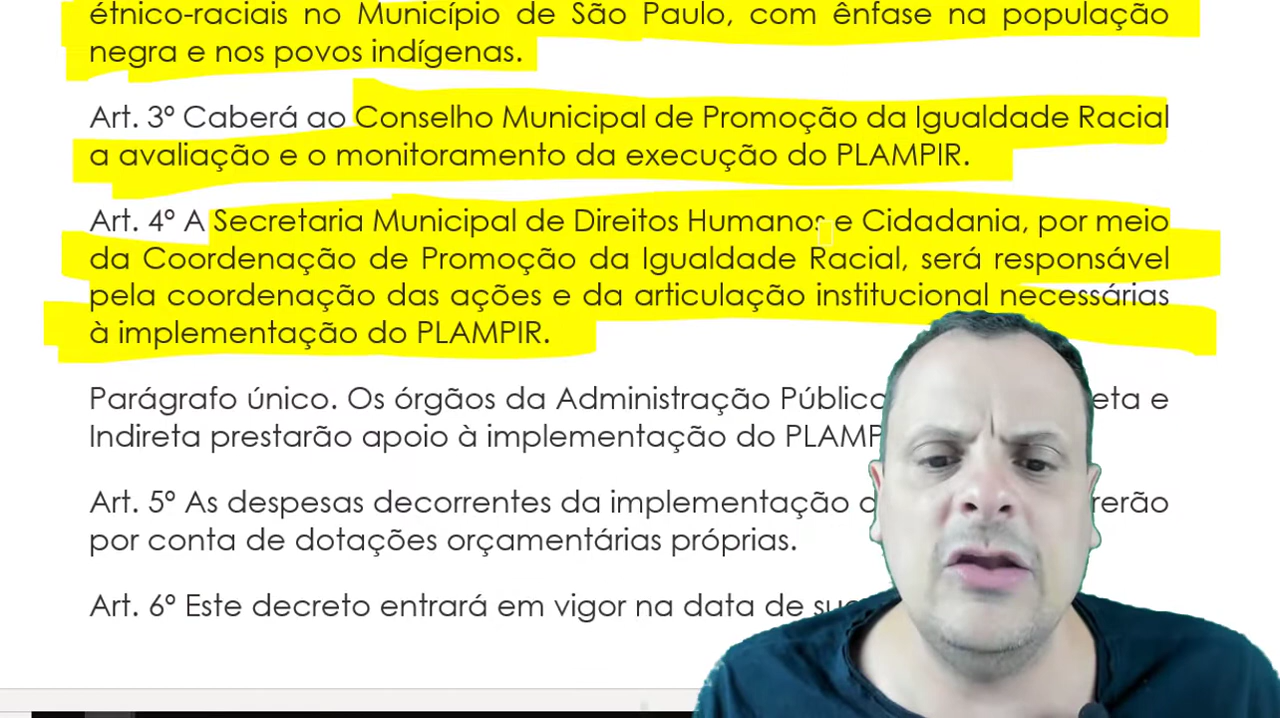 étnico-raciais no Município de São Paulo, com ênfase na população
negra e nos povos indígenas.
Art. 3º Caberá ao Conselho Municipal de Promoção da Igualdade Racial
a avaliação e o monitoramento da execução do PLAMPIR.
Art. 4º A Secretaria Municipal de Direitos Humanos e Cidadania, por meio
da Coordenação de Promoção da Igualdade Racial, será responsável
pela coordenação das ações e da articulação institucional necessárias
à implementação do PLAMPIR.
Parágrafo único. Os órgãos da Administração Pública eta e
Indireta prestarão apoio à implementação do PLAMP
Art. 5º As despesas decorrentes da implementação rerão
por conta de dotações orçamentárias próprias.
Art. 6º Este decreto entrará em vigor na data de sua